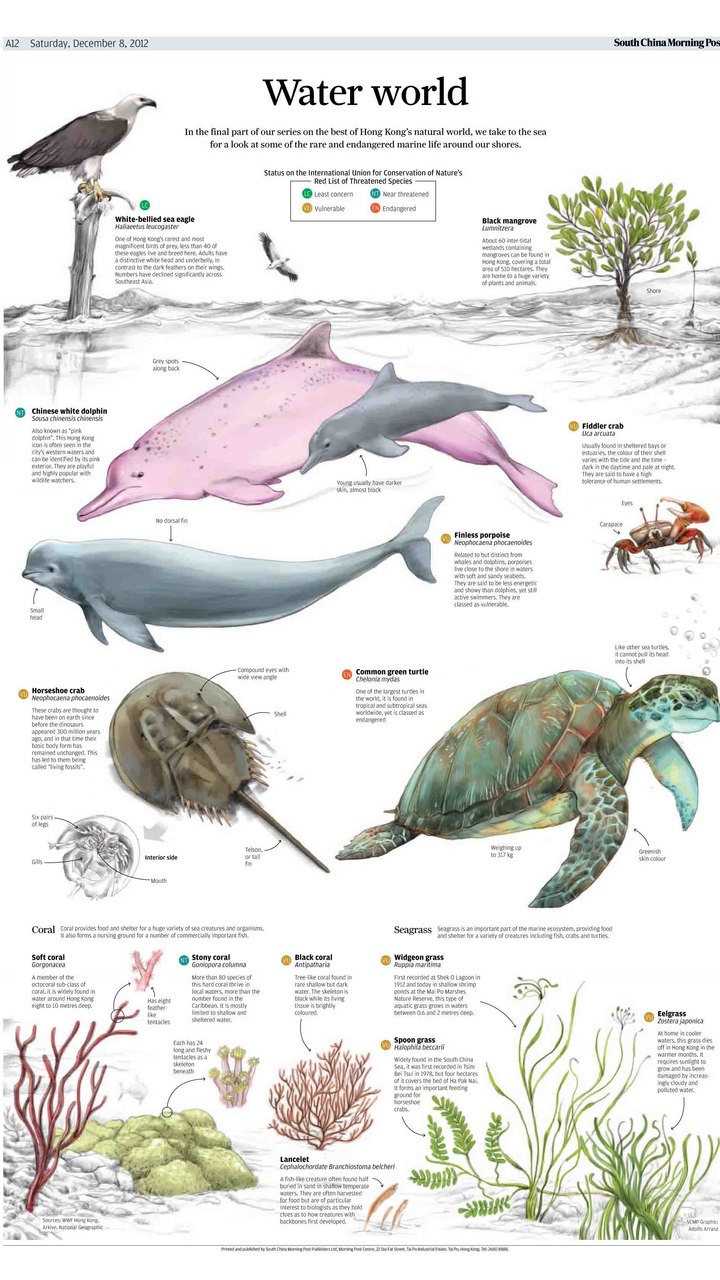 A12 Saturday, December 8, 2012
South China Morning Pos
Water world
In the final part of our series on the best of Hong Kong's natural world, we take to the sea
for a look at some of the rare and endangered marine life around our shores.
Status on the International Union for Conservation of Nature's
Red List of Threatened Species
LC Least concern
NT Near threatened
VU Vulnerable
EN Endangered
LC
White-bellied sea eagle
Haliaeetus leucogaster
One of Hong Kong's rarest and most
magnificent birds of prey, less than 40 of
these eagles live and breed here. Adults have
a distinctive white head and underbelly, in
contrast to the dark feathers on their wings.
Numbers have declined significantly across
Southeast Asia.
Black mangrove
Lumnitzera
About 60 inter-tidal
wetlands containing
mangroves can be found in
Hong Kong, covering a total
area of 510 hectares. They
are home to a huge variety
of plants and animals.
Shore
Grey spots
along back
NT Chinese white dolphin
Sousa chinensis chinensis
Also known as "pink
dolphin". This Hong Kong
icon is often seen in the
city's western waters and
can be identified by its pink
exterior. They are playful
and highly popular with
wildlife watchers.
Young usually have darker
skin, almost black
VU Fiddler crab
Uca arcuata
Usually found in sheltered bays or
estuaries, the colour of their shell
varies with the tide and the time -
dark in the daytime and pale at night.
They are said to have a high
tolerance of human settlements.
Eyes
Carapace
No dorsal fin
Small
head
VU Finless porpoise
Neophocaena phocaenoides
Related to but distinct from
whales and dolphins, porpoises
live close to the shore in waters
with soft and sandy seabeds.
They are said to be less energetic
and showy than dolphins, yet still
active swimmers. They are
classed as vulnerable.
Like other sea turtles,
it cannot pull its head
into its shell
VU Horseshoe crab
Neophocaena phocaenoides
These crabs are thought to
have been on earth since
before the dinosaurs
appeared 300 million years
ago, and in that time their
basic body form has
remained unchanged. This
has led to them being
called "living fossils".
Compound eyes with
wide view angle
Shell
Six pairs
of legs
Gills
Mouth
Interior side
Telson,
or tail
fin
EN Common green turtle
Chelonia mydas
One of the largest turtles in
the world, it is found in
tropical and subtropical seas
worldwide, yet is classed as
endangered
Weighing up
to 317 kg
Greenish
skin colour
Coral Coral provides food and shelter for a huge variety of sea creatures and organisms.
It also forms a nursing ground for a number of commercially important fish.
Seagrass Seagrass is an important part of the marine ecosystem, providing food
and shelter for a variety of creatures including fish, crabs and turtles.
Soft coral
Gorgonacea
A member of the
octocoral sub-class of
coral, it is widely found in
water around Hong Kong
eight to 10 metres deep.
Has eight
feather-
like
tentacles
NT Stony coral
Goniopora columna
More than 80 species of
this hard coral thrive in
local waters, more than the
number found in the
Caribbean. It is mostly
limited to shallow and
sheltered water.
Each has 24
long and fleshy
tentacles as a
skeleton
beneath
VU Black coral
Antipatharia
Tree-like coral found in
rare shallow but dark
water. The skeleton is
black while its living
tissue is brightly
coloured.
Lancelet
Cephalochordate Branchiostoma belcheri
A fish-like creature often found half
buried in sand in shallow temperate
waters. They are often harvested
for food but are of particular
interest to biologists as they hold
clues as to how creatures with
backbones first developed.
VU Widgeon grass
Ruppia maritima
First recorded at Shek O Lagoon in
1912 and today in shallow shrimp
ponds at the Mai Po Marshes
Nature Reserve, this type of
aquatic grass grows in waters
between 0.6 and 2 metres deep.
VU Spoon grass
Halophila beccarii
Widely found in the South China
Sea, it was first recorded in Tsim
Bei Tsui in 1978, but four hectares
of it covers the bed of Ha Pak Nai.
It forms an important feeding
ground for
horseshoe
crabs.
VU Eelgrass
Zostera japonica
At home in cooler
waters, this grass dies
off in Hong Kong in the
warmer months. It
requires sunlight to
grow and has been
damaged by increas-
ingly cloudy and
polluted water.
Sources: WWF Hong Kong;
Arkive; National Geographic
SCMP Graphic:
Adolfo Arranz
Printed and published by South China Morning Post Publishers Ltd, Morning Post Centre, 22 Dai Fat Street, Tai Po Industrial Estate, Tai Po, Hong Kong. Tel: 2680 8888.